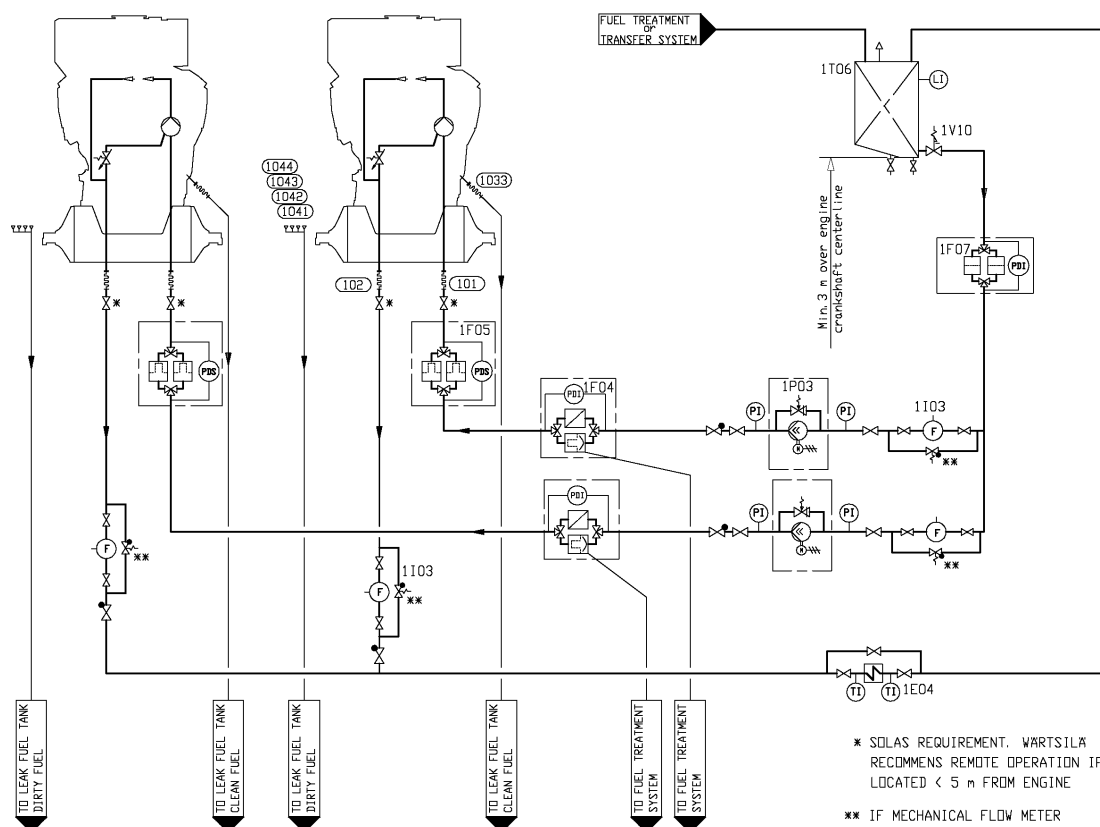 FUEL TREATMENT
or
TRANSFER SYSTEM
1T06
LI
1V10
1044
1043
1042
1041
1033
Min. 3 m over engine
crankshaft centerline
1F07
PDI
102
*
101
*
*
*
1F05
PDS
PDS
1F04
PDI
1P03
PI
PI
1I03
F
M
**
PDI
PI
PI
F
M
**
F
**
1I03
F
**
TI
TI
1E04
TO LEAK FUEL TANK
DIRTY FUEL
TO LEAK FUEL TANK
CLEAN FUEL
TO LEAK FUEL TANK
DIRTY FUEL
TO LEAK FUEL TANK
CLEAN FUEL
TO FUEL TREATMENT
SYSTEM
TO FUEL TREATMENT
SYSTEM
* SOLAS REQUIREMENT. WÄRTSILÄ
RECOMMENS REMOTE OPERATION IF
LOCATED < 5 m FROM ENGINE
** IF MECHANICAL FLOW METER